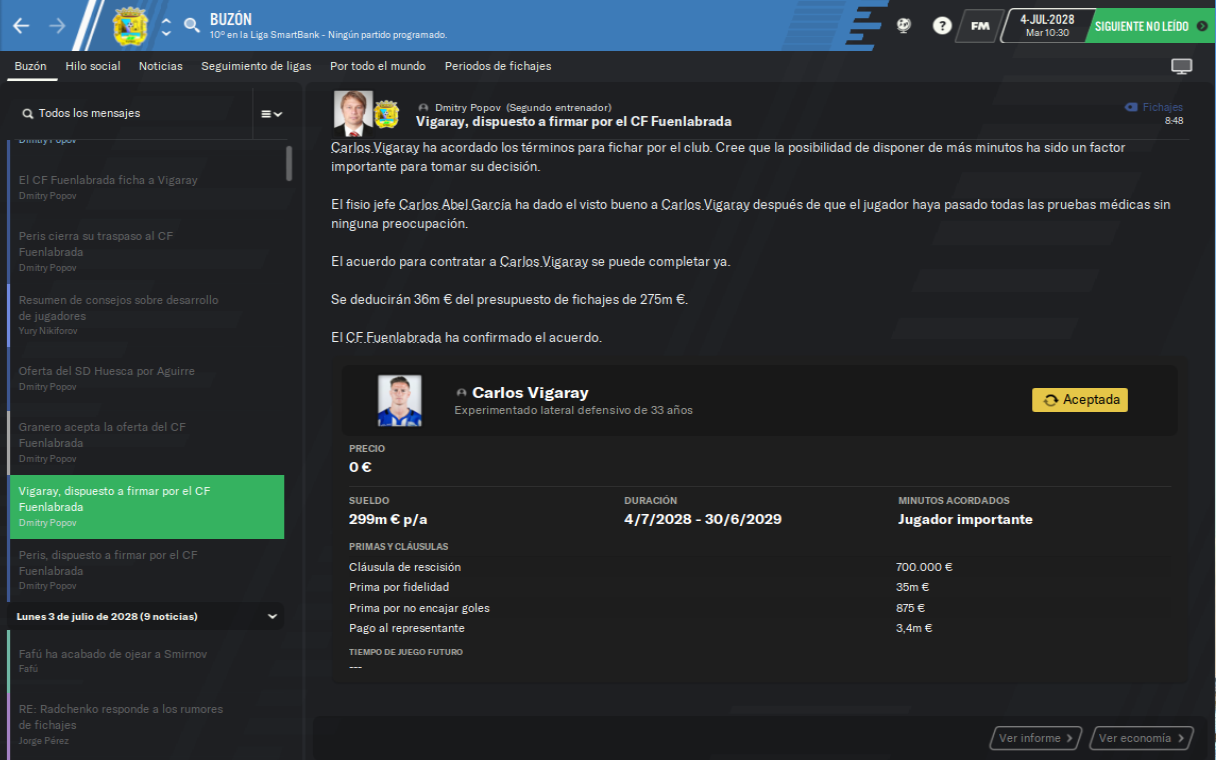 BUZÓN
10º en la Liga SmartBank - Ningún partido programado.
FM
4-JUL-2028
Mar 10:30
SIGUIENTE NO LEÍDO
Buzón
Hilo social
Noticias
Seguimiento de ligas
Por todo el mundo
Periodos de fichajes
Todos los mensajes
Dmitry Popov
El CF Fuenlabrada ficha a Vigaray
Dmitry Popov
Peris cierra su traspaso al CF
Fuenlabrada
Dmitry Popov
Resumen de consejos sobre desarrollo
de jugadores
Yury Nikiforov
Oferta del SD Huesca por Aguirre
Dmitry Popov
Granero acepta la oferta del CF
Fuenlabrada
Dmitry Popov
Vigaray, dispuesto a firmar por el CF
Fuenlabrada
Dmitry Popov
Peris, dispuesto a firmar por el CF
Fuenlabrada
Dmitry Popov
Lunes 3 de julio de 2028 (9 noticias)
Fafú ha acabado de ojear a Smirnov
Fafú
RE: Radchenko responde a los rumores
de fichajes
Jorge Pérez
Dmitry Popov (Segundo entrenador)
Vigaray, dispuesto a firmar por el CF Fuenlabrada
Fichajes
8:48
Carlos Vigaray ha acordado los términos para fichar por el club. Cree que la posibilidad de disponer de más minutos ha sido un factor
importante para tomar su decisión.
El fisio jefe Carlos Abel García ha dado el visto bueno a Carlos Vigaray después de que el jugador haya pasado todas las pruebas médicas sin
ninguna preocupación.
El acuerdo para contratar a Carlos Vigaray se puede completar ya.
Se deducirán 36m € del presupuesto de fichajes de 275m €.
El CF Fuenlabrada ha confirmado el acuerdo.
Carlos Vigaray
Experimentado lateral defensivo de 33 años
Aceptada
PRECIO
0 €
SUELDO
299m € p/a
DURACIÓN
4/7/2028 - 30/6/2029
MINUTOS ACORDADOS
Jugador importante
PRIMAS Y CLÁUSULAS
Cláusula de rescisión 700.000 €
Prima por fidelidad 35m €
Prima por no encajar goles 875 €
Pago al representante 3,4m €
TIEMPO DE JUEGO FUTURO
---
Ver informe
Ver economía